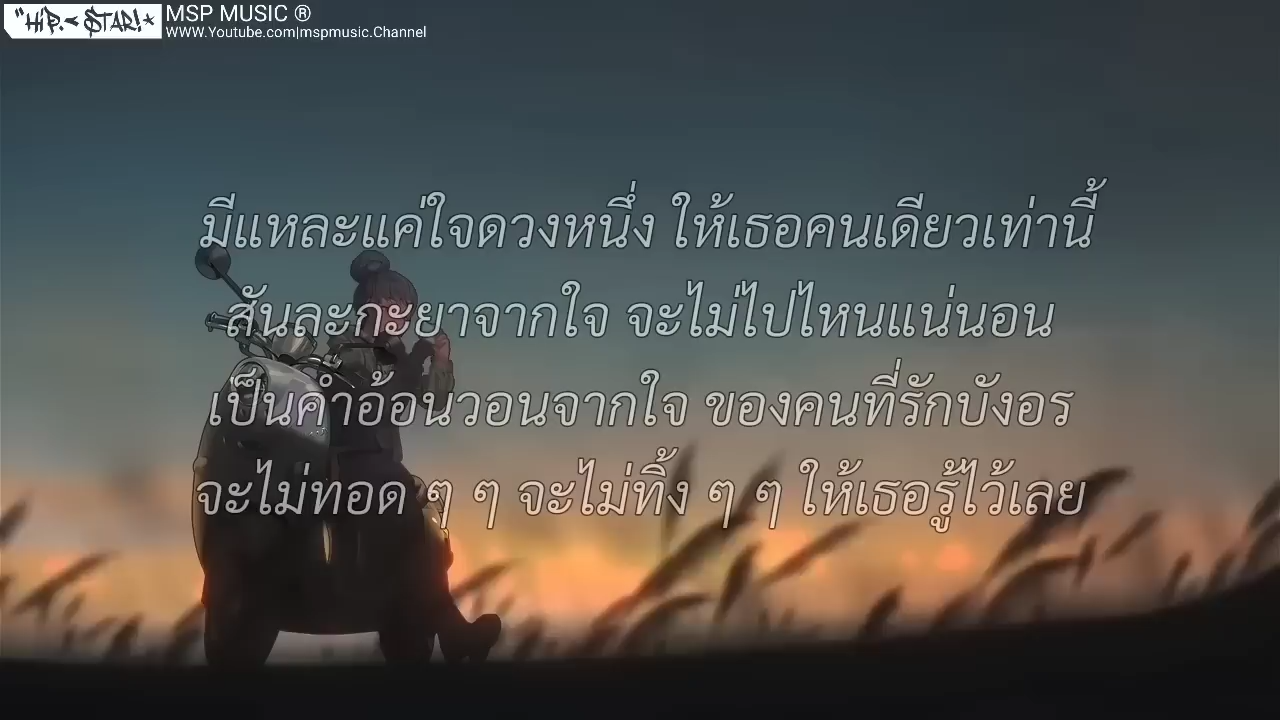 "HiP.< STAR!*
MSP MUSIC ®
www.Youtube.com|mspmusic.Channel
มีแหละแค่ใจดวงหนึ่ง ให้เธอคนเดียวเท่านี้
สันละกะยาจากใจ จะไม่ไปไหนแน่นอน
เป็นคำอ้อนวอนจากใจ ของคนที่รักบังอร
จะไม่ทอด ๆ ๆ จะไม่ทิ้ง ๆ ๆ ให้เธอรู้ไว้เลย